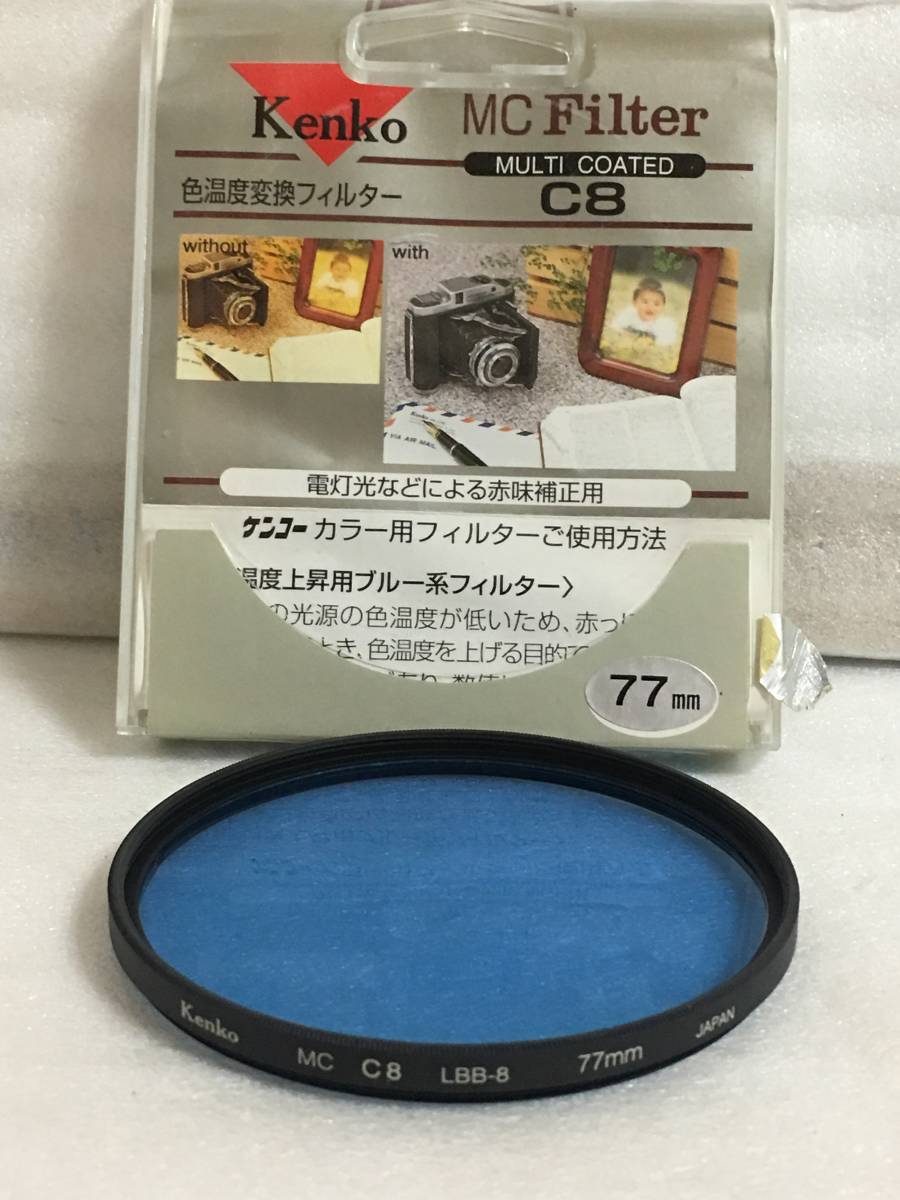 Kenko
MC Filter
MULTI COATED
C8
色温度変換フィルター
without
with
VIA AIR MAIL
電灯光などによる赤味補正用
ケンコー カラー用フィルターご使用方法
温度上昇用ブルー系フィルター〉
の光源の色温度が低いため、赤っ
とき、色温度を上げる目的で
77mm
Kenko MC C8 LBB-8 77mm JAPAN